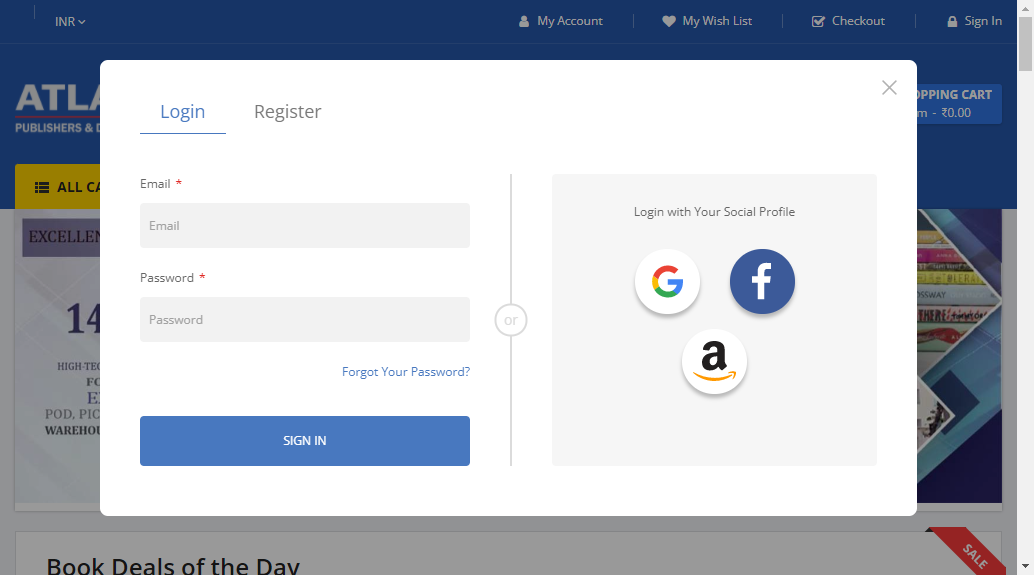 INR
My Account
My Wish List
Checkout
Sign In
ATLA
PUBLISHERS & D
OPPING CART
m - ₹0.00
ALL CA
Login
Register
Email *
Email
Password *
Password
Forgot Your Password?
SIGN IN
or
Login with Your Social Profile
EXCELLEN
14
HIGH-TEC
FC
E
POD, PIC
WAREHOU
Book Deals of the Day
SALE